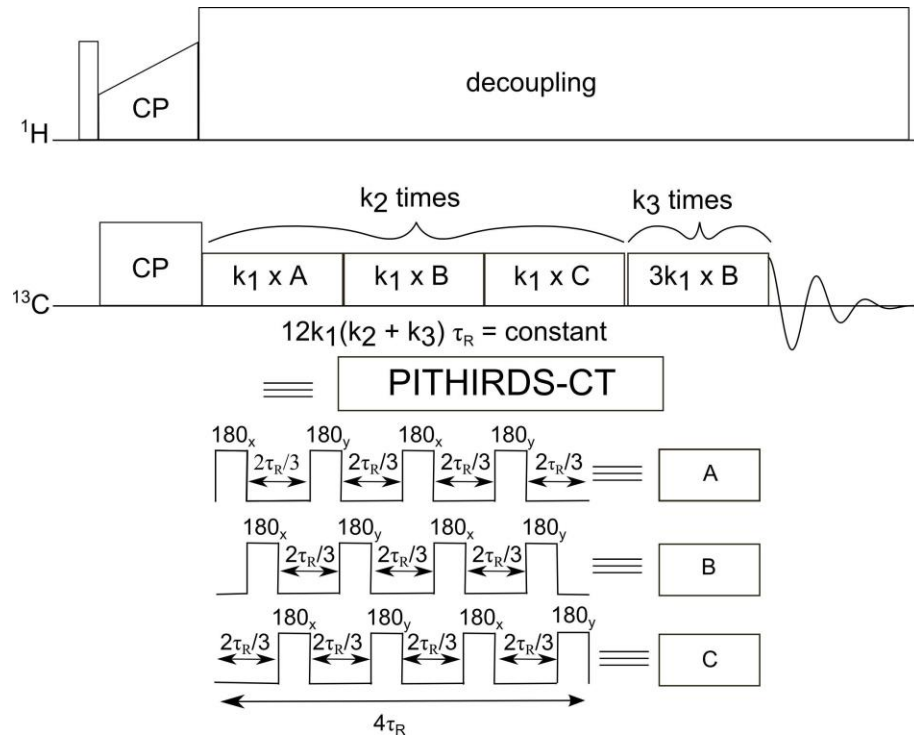 decoupling
CP
¹H
k₂ times
k₃ times
CP
k₁ x A
k₁ x B
k₁ x C
3k₁ x B
¹³C
12k₁(k₂ + k₃) τ_R = constant
PITHIRDS-CT
180ₓ 180ᵧ 180ₓ 180ᵧ
2τ_R/3 2τ_R/3 2τ_R/3 2τ_R/3
A
180ₓ 180ᵧ 180ₓ 180ᵧ
2τ_R/3 2τ_R/3 2τ_R/3
B
180ₓ 180ᵧ 180ₓ 180ᵧ
2τ_R/3 2τ_R/3 2τ_R/3 2τ_R/3
C
4τ_R